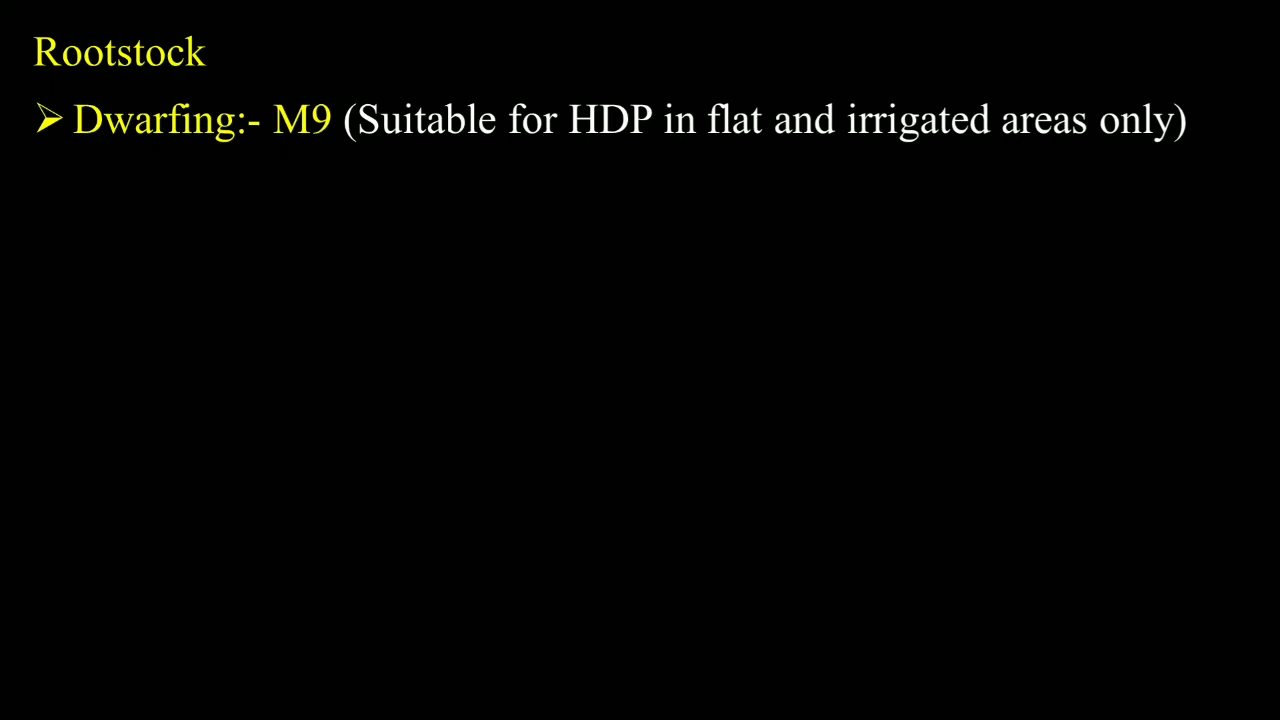 Rootstock
➢ Dwarfing:- M9 (Suitable for HDP in flat and irrigated areas only)